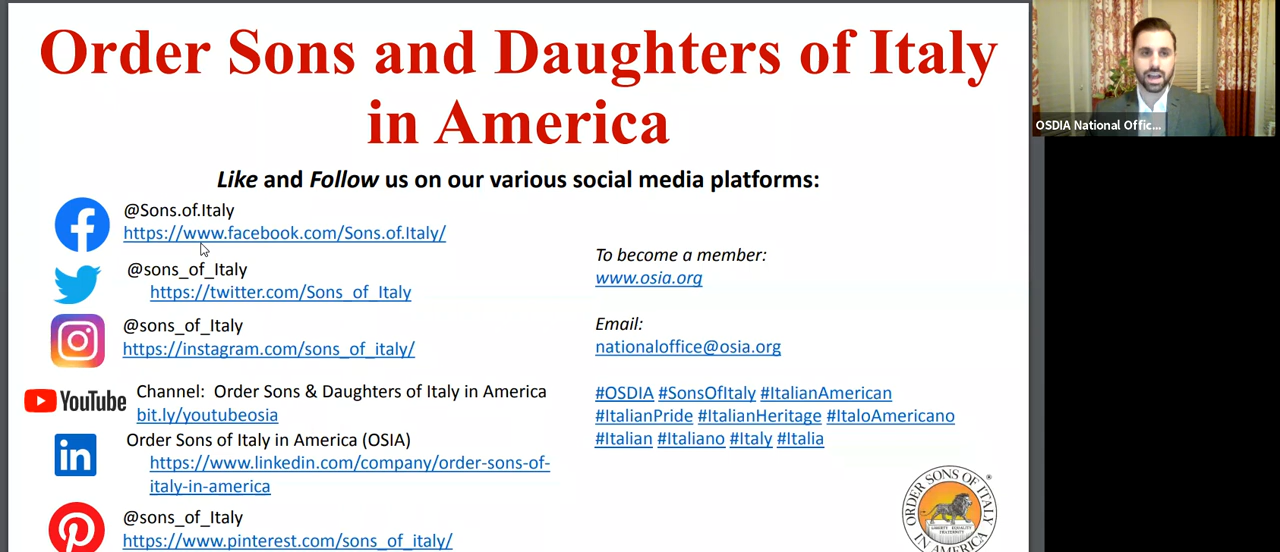 Order Sons and Daughters of Italy
in America
Like and Follow us on our various social media platforms:
@Sons.of.Italy
https://www.facebook.com/Sons.of.Italy/
@sons_of_Italy
https://twitter.com/Sons_of_Italy
@sons_of_Italy
https://instagram.com/sons_of_italy/
YouTube
Channel: Order Sons & Daughters of Italy in America
bit.ly/youtubeosia
in
Order Sons of Italy in America (OSIA)
https://www.linkedin.com/company/order-sons-of-
italy-in-america
@sons_of_Italy
https://www.pinterest.com/sons_of_italy/
To become a member:
www.osia.org
Email:
nationaloffice@osia.org
#OSDIA #SonsOfItaly #ItalianAmerican
#ItalianPride #ItalianHeritage #ItaloAmericano
#Italian #Italiano #Italy #Italia
ORDER SONS OF ITALY
IN AMERICA
LIBERTY EQUALITY
FRATERNITY
®
OSDIA National Offic...